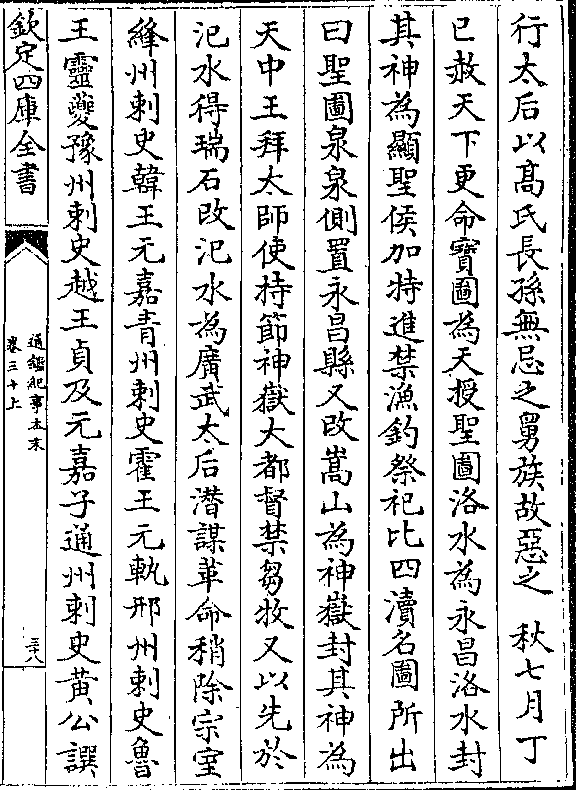 行太后以髙氏長孫無忌之舅族故惡之　秋七月丁
巳赦天下更命寶圖為天授聖圖洛水為永昌洛水封
其神為顯聖侯加特進禁漁釣祭祀比四瀆名圖所出
曰聖圖泉泉側置永昌縣又改嵩山為神嶽封其神為
天中王拜太師使持節神嶽大都督禁芻牧又以先於
汜水得瑞石改汜水為廣武太后潛謀革命稍除宗室
絳州刺史韓王元嘉青州刺史霍王元軌邢州刺史魯
王靈夔豫州刺史越王貞及元嘉子通州刺史黄公譔
欽定四庫全書
通鑑紀事本末
卷三十上
三十八